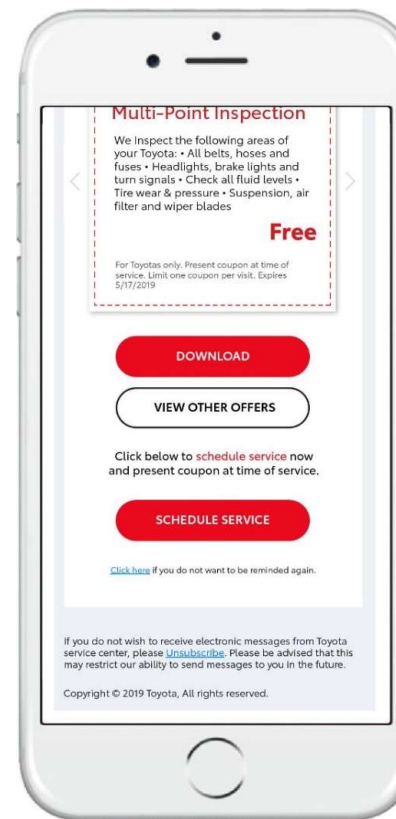 Multi-Point Inspection
We Inspect the following areas of
your Toyota: • All belts, hoses and
fuses • Headlights, brake lights and
turn signals • Check all fluid levels •
Tire wear & pressure • Suspension, air
filter and wiper blades
Free
For Toyotas only. Present coupon at time of
service. Limit one coupon per visit. Expires
5/17/2019
DOWNLOAD
VIEW OTHER OFFERS
Click below to schedule service now
and present coupon at time of service.
SCHEDULE SERVICE
Click here if you do not want to be reminded again.
If you do not wish to receive electronic messages from Toyota
service center, please Unsubscribe. Please be advised that this
may restrict our ability to send messages to you in the future.
Copyright © 2019 Toyota, All rights reserved.